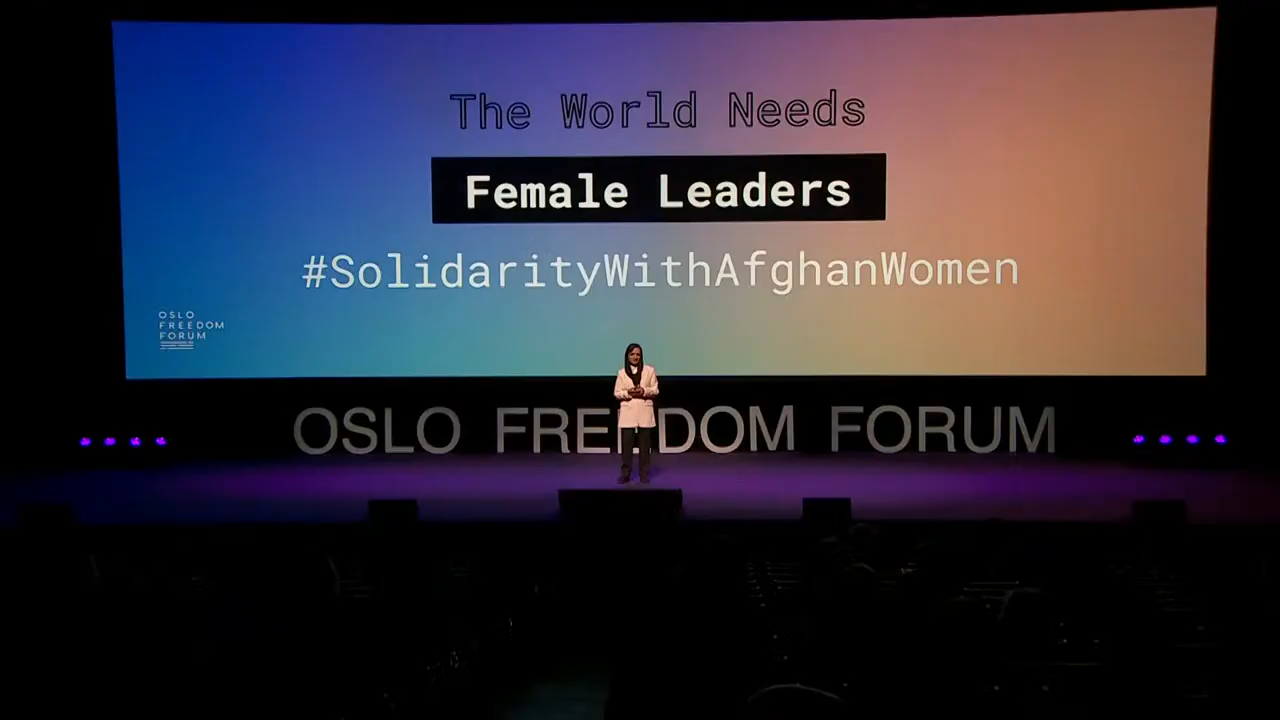 The World Needs
Female Leaders
#SolidarityWithAfghanWomen
OSLO
FREEDOM
FORUM
OSLO FREEDOM FORUM